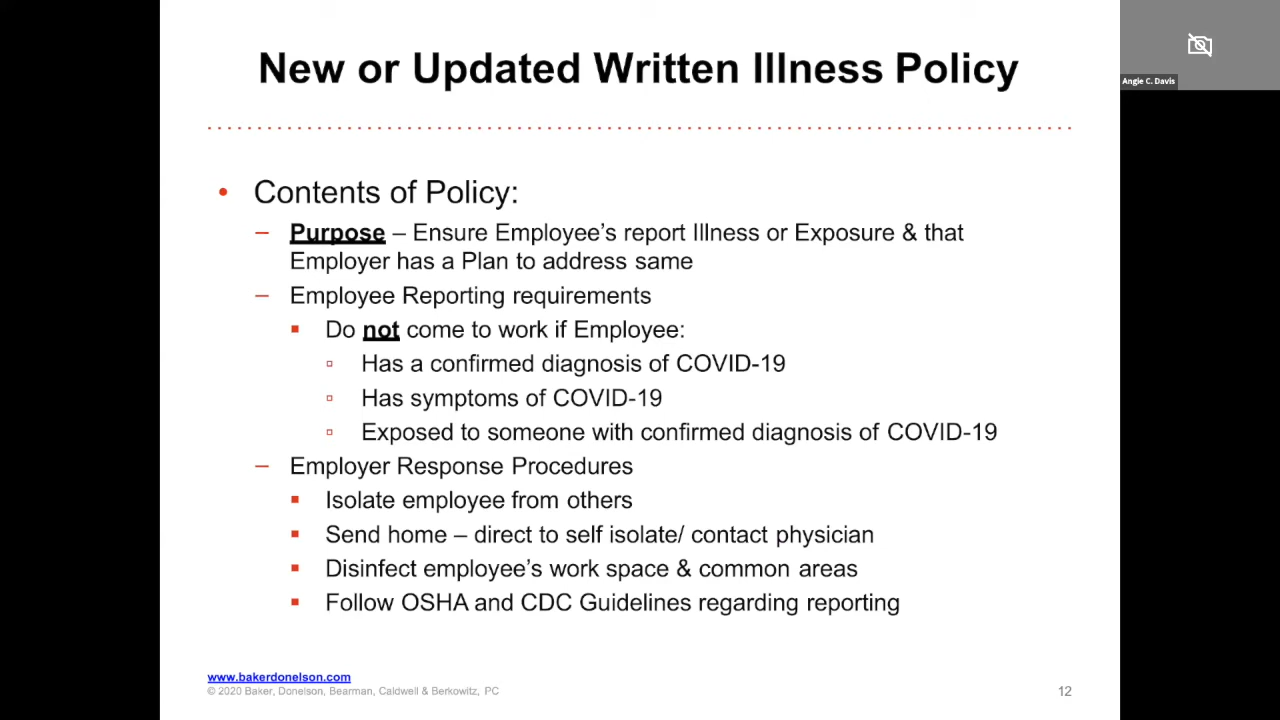 New or Updated Written Illness Policy
Angie C. Davis
• Contents of Policy:
– Purpose – Ensure Employee's report Illness or Exposure & that
Employer has a Plan to address same
– Employee Reporting requirements
▪ Do not come to work if Employee:
▫ Has a confirmed diagnosis of COVID-19
▫ Has symptoms of COVID-19
▫ Exposed to someone with confirmed diagnosis of COVID-19
– Employer Response Procedures
▪ Isolate employee from others
▪ Send home – direct to self isolate/ contact physician
▪ Disinfect employee's work space & common areas
▪ Follow OSHA and CDC Guidelines regarding reporting
www.bakerdonelson.com
© 2020 Baker, Donelson, Bearman, Caldwell & Berkowitz, PC
12